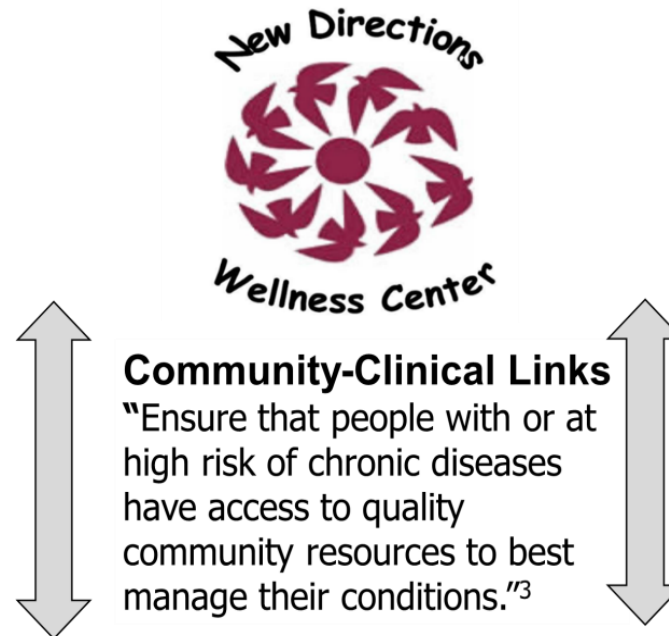 New Directions
Wellness Center
Community-Clinical Links
"Ensure that people with or at
high risk of chronic diseases
have access to quality
community resources to best
manage their conditions."3